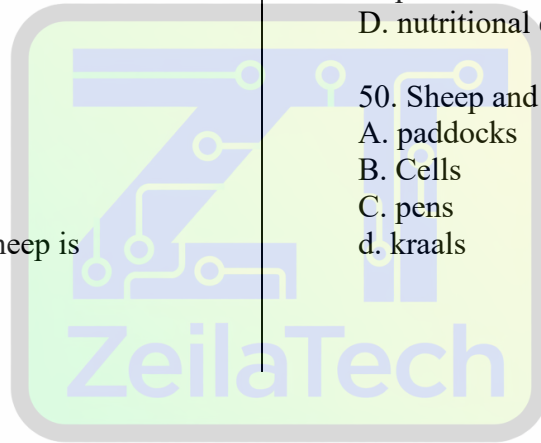 heep is
D. nutritional
50. Sheep and
A. paddocks
B. Cells
C. pens
d. kraals
ZeilaTech